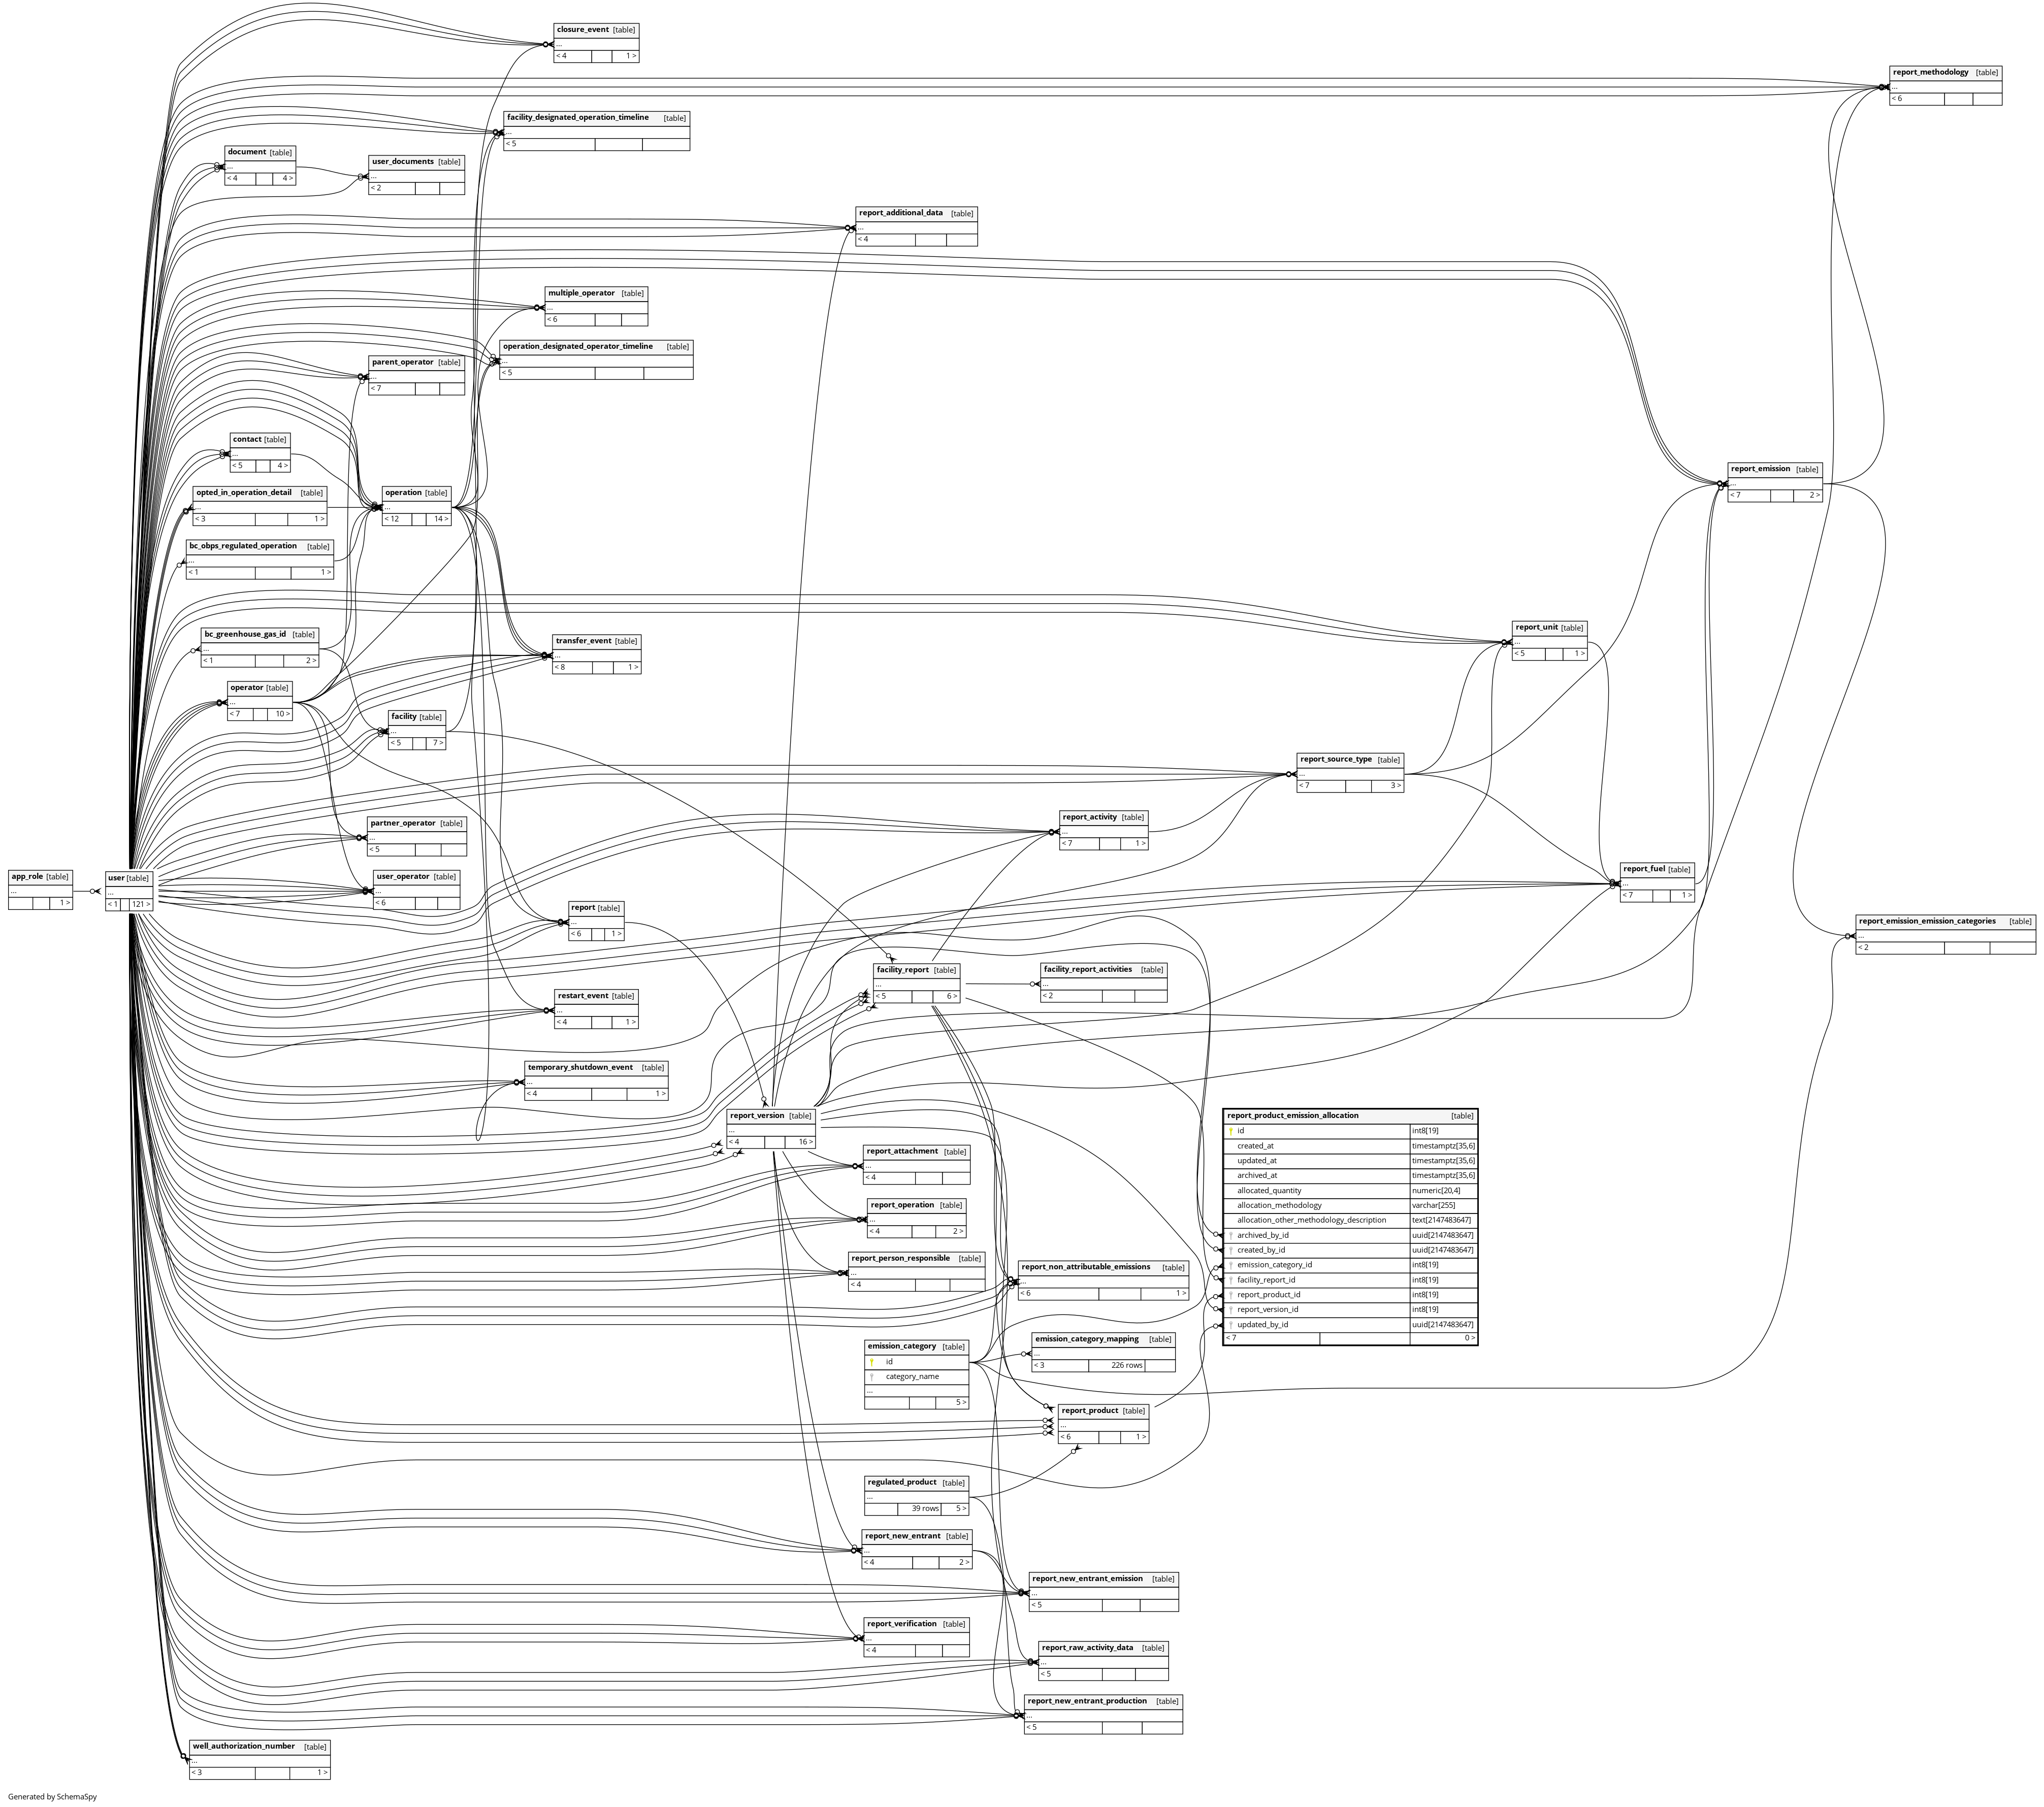 closure_event [table]
...
< 4 1 >
report_methodology [table]
...
< 6
facility_designated_operation_timeline [table]
...
< 5
document [table]
...
< 4 4 >
user_documents [table]
...
< 2
report_additional_data [table]
...
< 4
multiple_operator [table]
...
< 6
operation_designated_operator_timeline [table]
...
< 5
parent_operator [table]
...
< 7
contact [table]
...
< 5 4 >
report_emission [table]
...
< 7 2 >
opted_in_operation_detail [table]
...
< 3 1 >
operation [table]
...
< 12 14 >
bc_obps_regulated_operation [table]
...
< 1 1 >
report_unit [table]
...
< 5 1 >
bc_greenhouse_gas_id [table]
...
< 1 2 >
transfer_event [table]
...
< 8 1 >
operator [table]
...
< 7 10 >
facility [table]
...
< 5 7 >
report_source_type [table]
...
< 7 3 >
report_activity [table]
...
< 7 1 >
partner_operator [table]
...
< 5
report_fuel [table]
...
< 7 1 >
app_role [table]
...
1 >
user [table]
...
< 1 121 >
user_operator [table]
...
< 6
report [table]
...
< 6 1 >
report_emission_emission_categories [table]
...
< 2
facility_report [table]
...
< 5 6 >
facility_report_activities [table]
...
< 2
restart_event [table]
...
< 4 1 >
temporary_shutdown_event [table]
...
< 4 1 >
report_version [table]
...
< 4 16 >
report_product_emission_allocation [table]
id int8[19]
created_at timestamptz[35,6]
updated_at timestamptz[35,6]
archived_at timestamptz[35,6]
allocated_quantity numeric[20,4]
allocation_methodology varchar[255]
allocation_other_methodology_description text[2147483647]
archived_by_id uuid[2147483647]
created_by_id uuid[2147483647]
emission_category_id int8[19]
facility_report_id int8[19]
report_product_id int8[19]
report_version_id int8[19]
updated_by_id uuid[2147483647]
< 7 0 >
report_attachment [table]
...
< 4
report_operation [table]
...
< 4 2 >
report_person_responsible [table]
...
< 4
report_non_attributable_emissions [table]
...
< 6 1 >
emission_category_mapping [table]
...
< 3 226 rows
emission_category [table]
id
category_name
...
5 >
report_product [table]
...
< 6 1 >
regulated_product [table]
...
39 rows 5 >
report_new_entrant [table]
...
< 4 2 >
report_new_entrant_emission [table]
...
< 5
report_verification [table]
...
< 4
report_raw_activity_data [table]
...
< 5
report_new_entrant_production [table]
...
< 5
well_authorization_number [table]
...
< 3 1 >
Generated by SchemaSpy